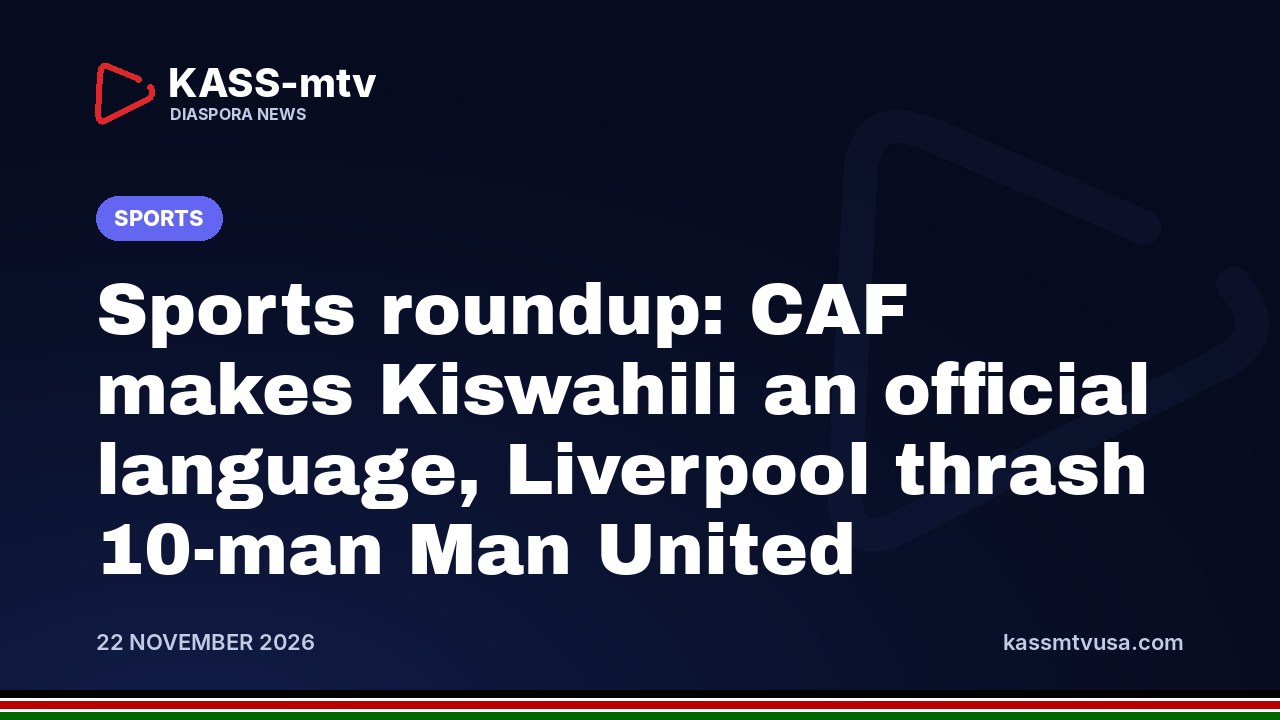 KASS-mtv
DIASPORA NEWS
SPORTS
Sports roundup: CAF
makes Kiswahili an official
language, Liverpool thrash
10-man Man United
22 NOVEMBER 2026
kassmtvusa.com